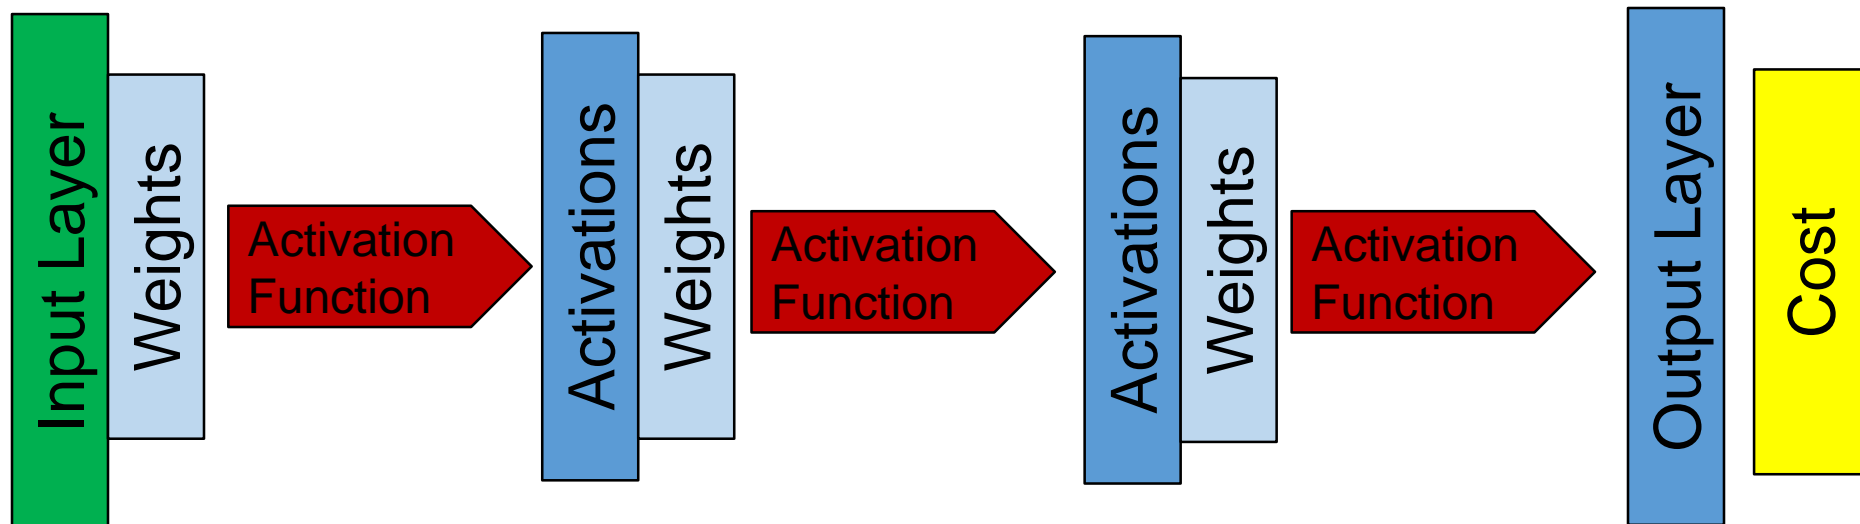 Input Layer
Weights
Activation
Function
Activations
Weights
Activation
Function
Activations
Weights
Activation
Function
Output Layer
Cost